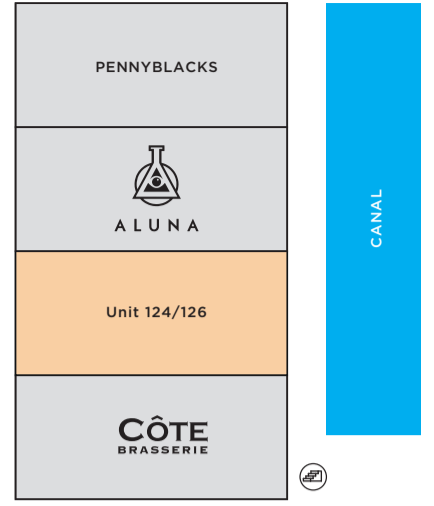 PENNYBLACKS
ALUNA
CANAL
Unit 124/126
CÔTE
BRASSERIE